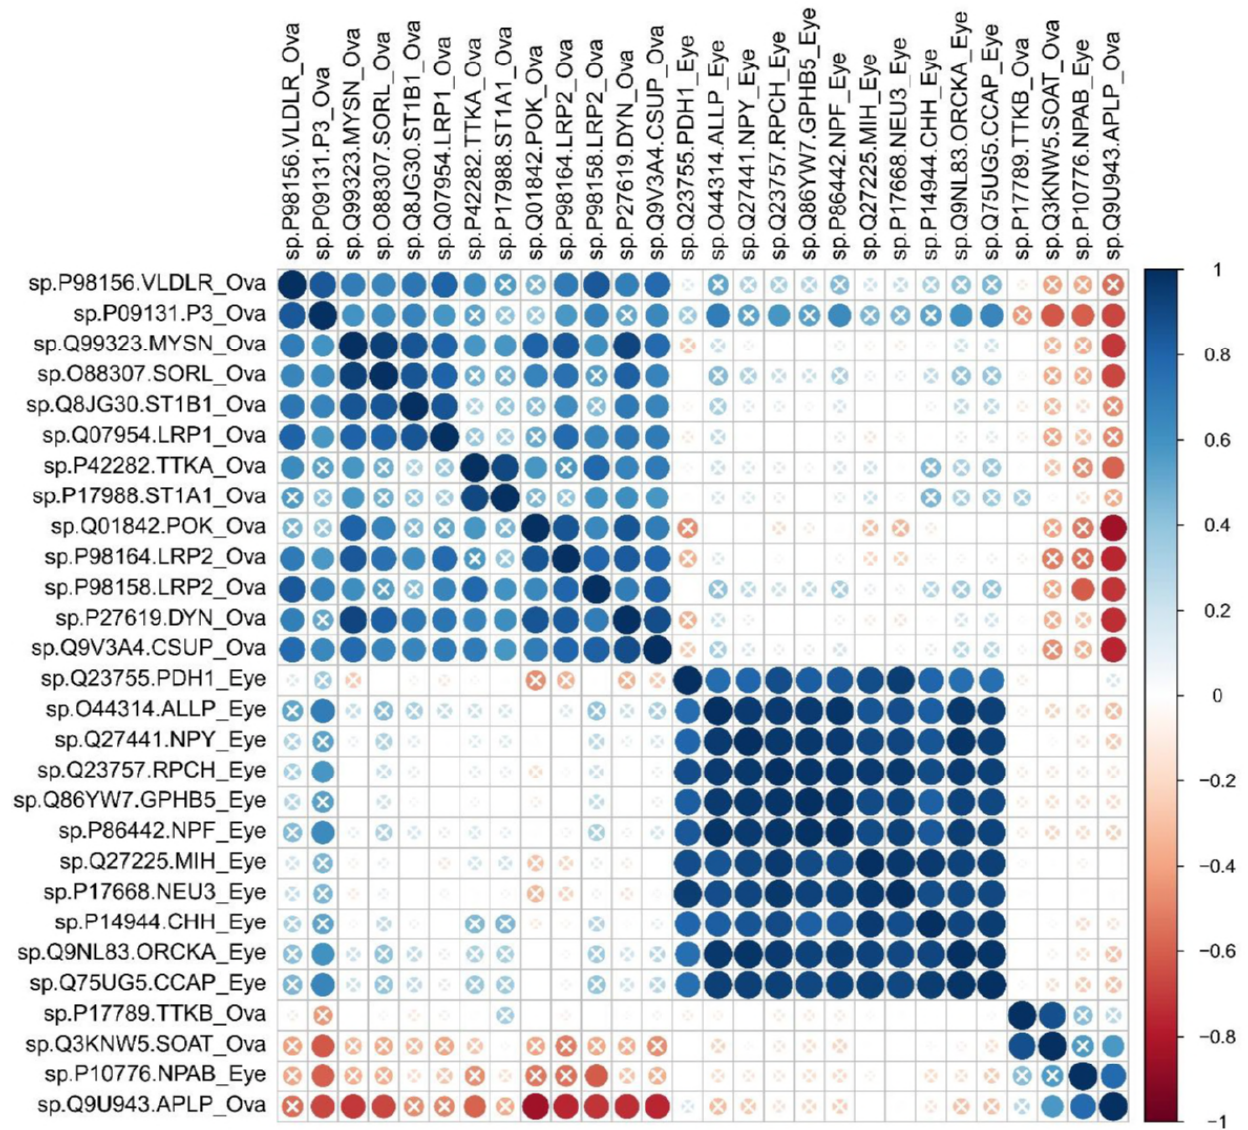 sp.P98156.VLDLR_Ova
sp.P09131.P3_Ova
sp.Q99323.MYSN_Ova
sp.O88307.SORL_Ova
sp.Q8JG30.ST1B1_Ova
sp.Q07954.LRP1_Ova
sp.P42282.TTKA_Ova
sp.P17988.ST1A1_Ova
sp.Q01842.POK_Ova
sp.P98164.LRP2_Ova
sp.P98158.LRP2_Ova
sp.P27619.DYN_Ova
sp.Q9V3A4.CSUP_Ova
sp.Q23755.PDH1_Eye
sp.O44314.ALLP_Eye
sp.Q27441.NPY_Eye
sp.Q23757.RPCH_Eye
sp.Q86YW7.GPHB5_Eye
sp.P86442.NPF_Eye
sp.Q27225.MIH_Eye
sp.P17668.NEU3_Eye
sp.P14944.CHH_Eye
sp.Q9NL83.ORCKA_Eye
sp.Q75UG5.CCAP_Eye
sp.P17789.TTKB_Ova
sp.Q3KNW5.SOAT_Ova
sp.P10776.NPAB_Eye
sp.Q9U943.APLP_Ova
sp.P98156.VLDLR_Ova
sp.P09131.P3_Ova
sp.Q99323.MYSN_Ova
sp.O88307.SORL_Ova
sp.Q8JG30.ST1B1_Ova
sp.Q07954.LRP1_Ova
sp.P42282.TTKA_Ova
sp.P17988.ST1A1_Ova
sp.Q01842.POK_Ova
sp.P98164.LRP2_Ova
sp.P98158.LRP2_Ova
sp.P27619.DYN_Ova
sp.Q9V3A4.CSUP_Ova
sp.Q23755.PDH1_Eye
sp.O44314.ALLP_Eye
sp.Q27441.NPY_Eye
sp.Q23757.RPCH_Eye
sp.Q86YW7.GPHB5_Eye
sp.P86442.NPF_Eye
sp.Q27225.MIH_Eye
sp.P17668.NEU3_Eye
sp.P14944.CHH_Eye
sp.Q9NL83.ORCKA_Eye
sp.Q75UG5.CCAP_Eye
sp.P17789.TTKB_Ova
sp.Q3KNW5.SOAT_Ova
sp.P10776.NPAB_Eye
sp.Q9U943.APLP_Ova
1
0.8
0.6
0.4
0.2
0
−0.2
−0.4
−0.6
−0.8
−1